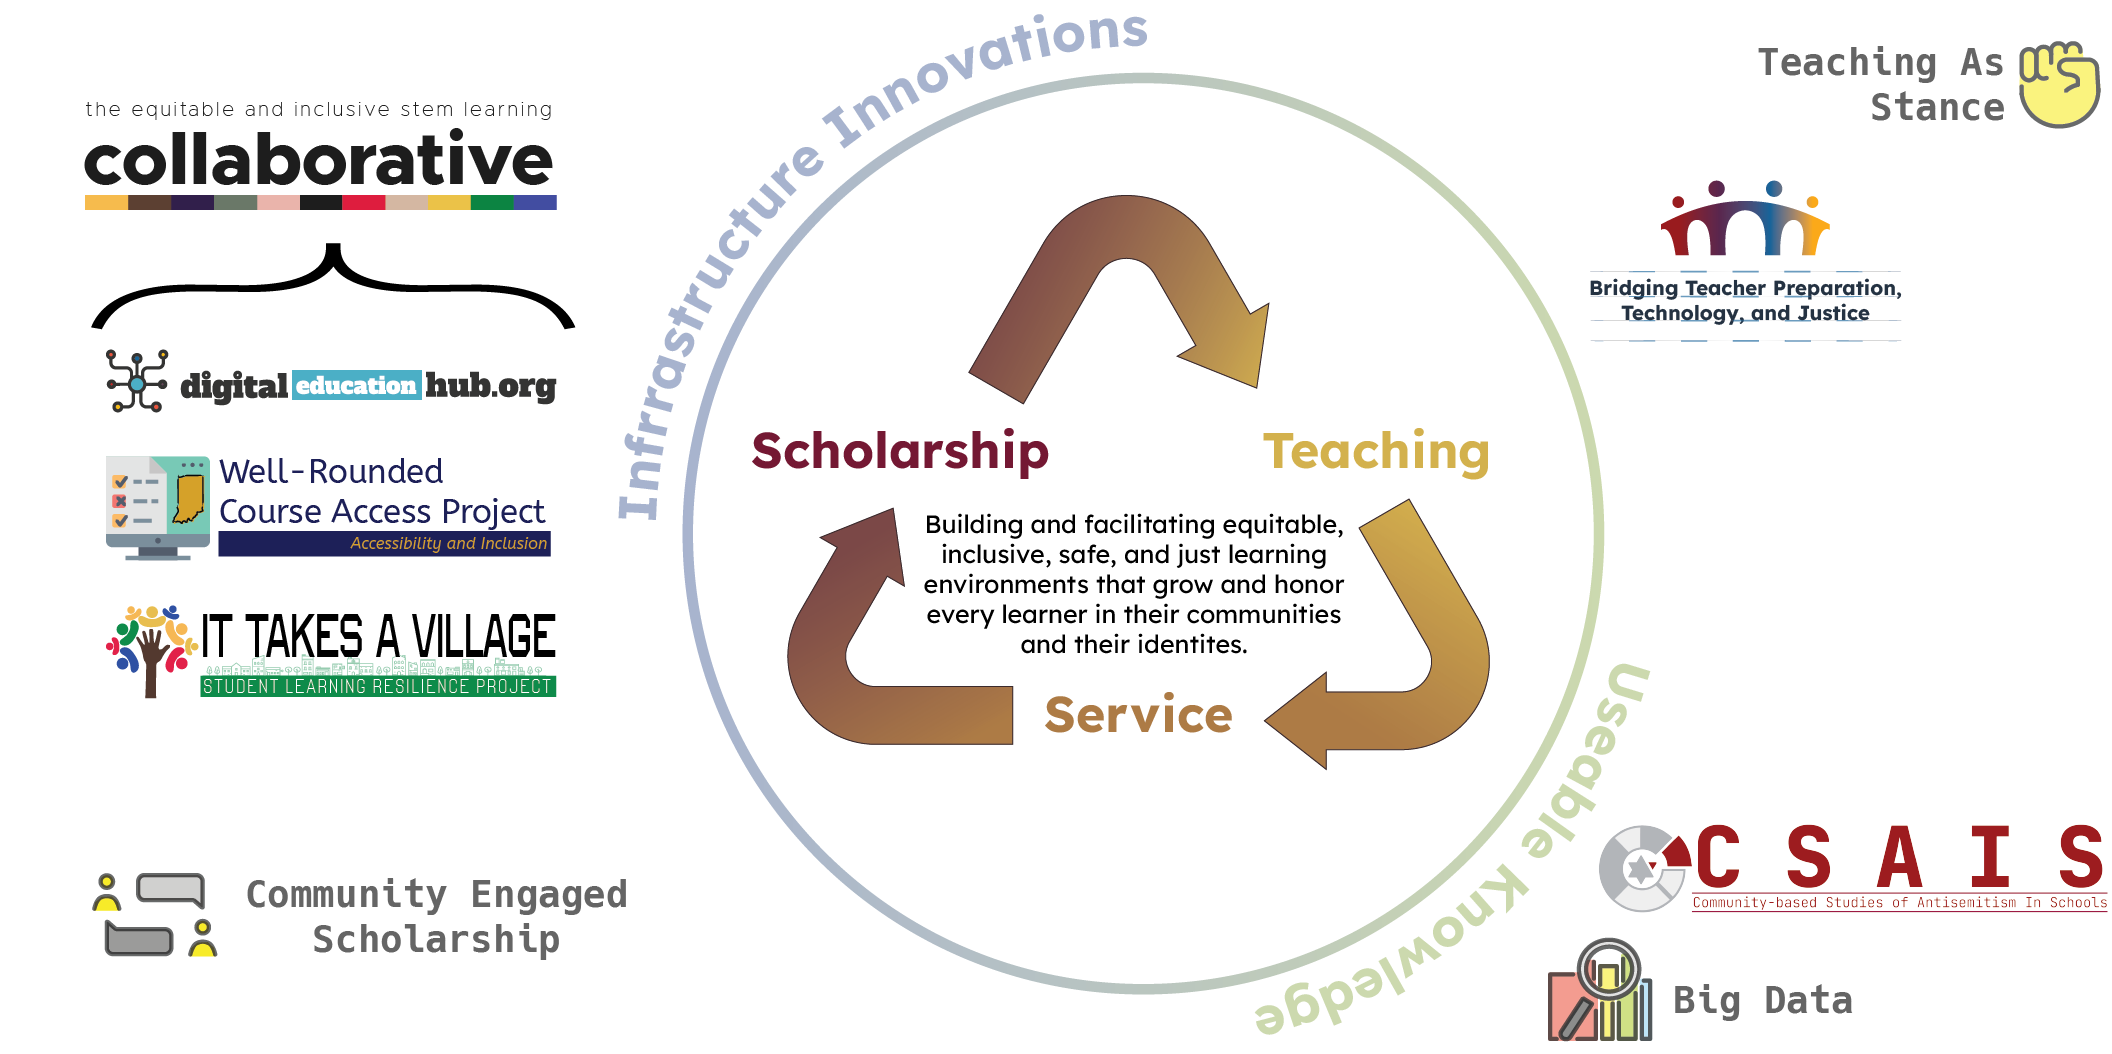 the equitable and inclusive stem learning
collaborative
digital education hub.org
Well-Rounded
Course Access Project
Accessibility and Inclusion
IT TAKES A VILLAGE
STUDENT LEARNING RESILIENCE PROJECT
Community Engaged
Scholarship
Infrrastructure Innovations
Scholarship
Teaching
Building and facilitating equitable,
inclusive, safe, and just learning
environments that grow and honor
every learner in their communities
and their identites.
Service
Useable Knowledge
Teaching As
Stance
Bridging Teacher Preparation,
Technology, and Justice
CSAIS
Community-based Studies of Antisemitism In Schools
Big Data